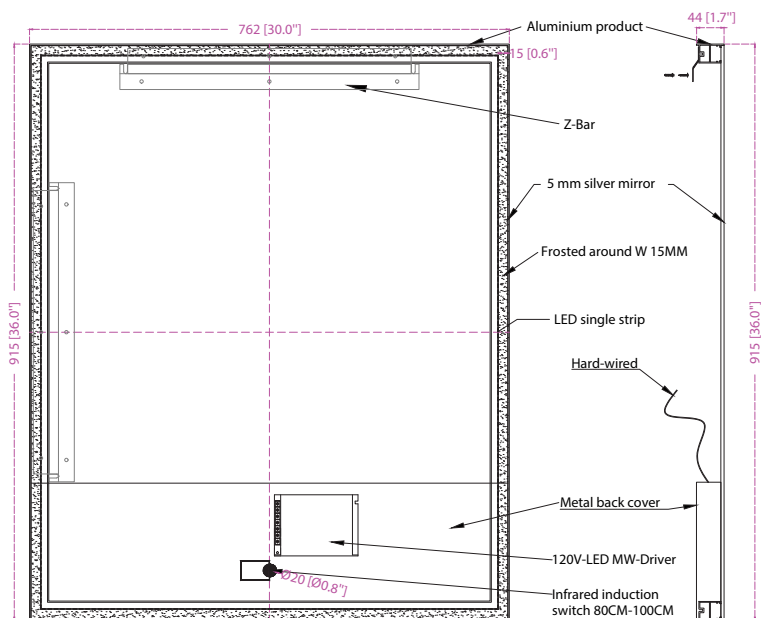 762 [30.0"]
Aluminium product
44 [1.7"]
15 [0.6"]
Z-Bar
5 mm silver mirror
Frosted around W 15MM
915 [36.0"]
LED single strip
915 [36.0"]
Hard-wired
Metal back cover
120V-LED MW-Driver
Ø20 [Ø0.8"]
Infrared induction
switch 80CM-100CM